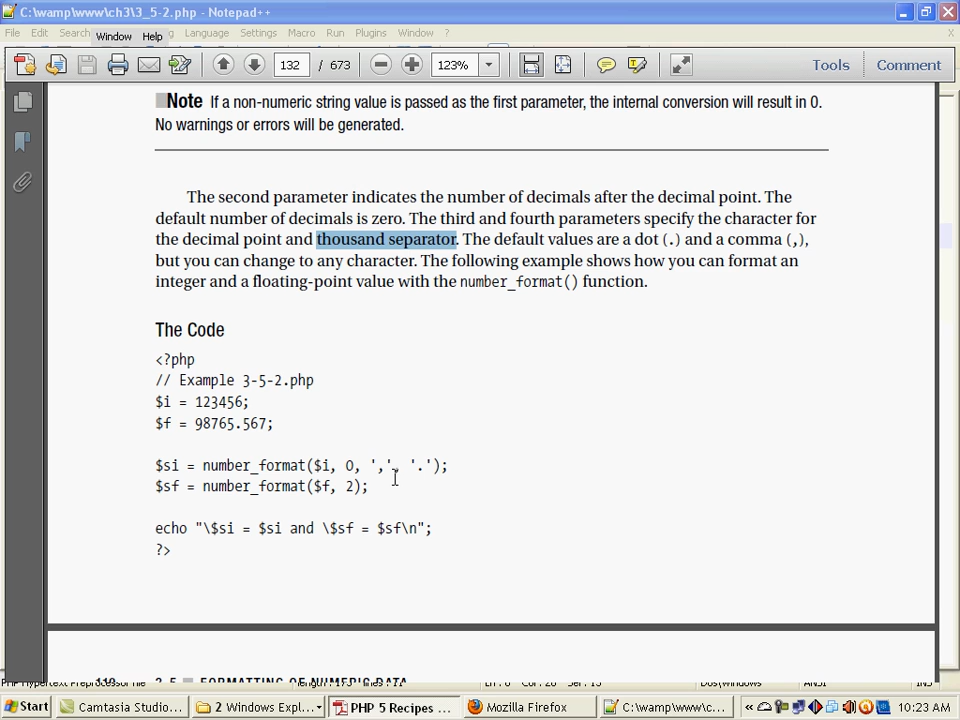 C:\wamp\www\ch3\3_5-2.php - Notepad++
File Edit Search Window Help Language Settings Macro Run Plugins Window ? X
132 / 673 123% Tools Comment
Note If a non-numeric string value is passed as the first parameter, the internal conversion will result in 0.
No warnings or errors will be generated.
The second parameter indicates the number of decimals after the decimal point. The
default number of decimals is zero. The third and fourth parameters specify the character for
the decimal point and thousand separator. The default values are a dot (.) and a comma (,),
but you can change to any character. The following example shows how you can format an
integer and a floating-point value with the number_format() function.
The Code
<?php
// Example 3-5-2.php
$i = 123456;
$f = 98765.567;
$si = number_format($i, 0, ',', '.');
$sf = number_format($f, 2);
echo "\$si = $si and \$sf = $sf\n";
?>
Start Camtasia Studio... 2 Windows Expl... PHP 5 Recipes ... Mozilla Firefox C:\wamp\www\c... « 10:23 AM